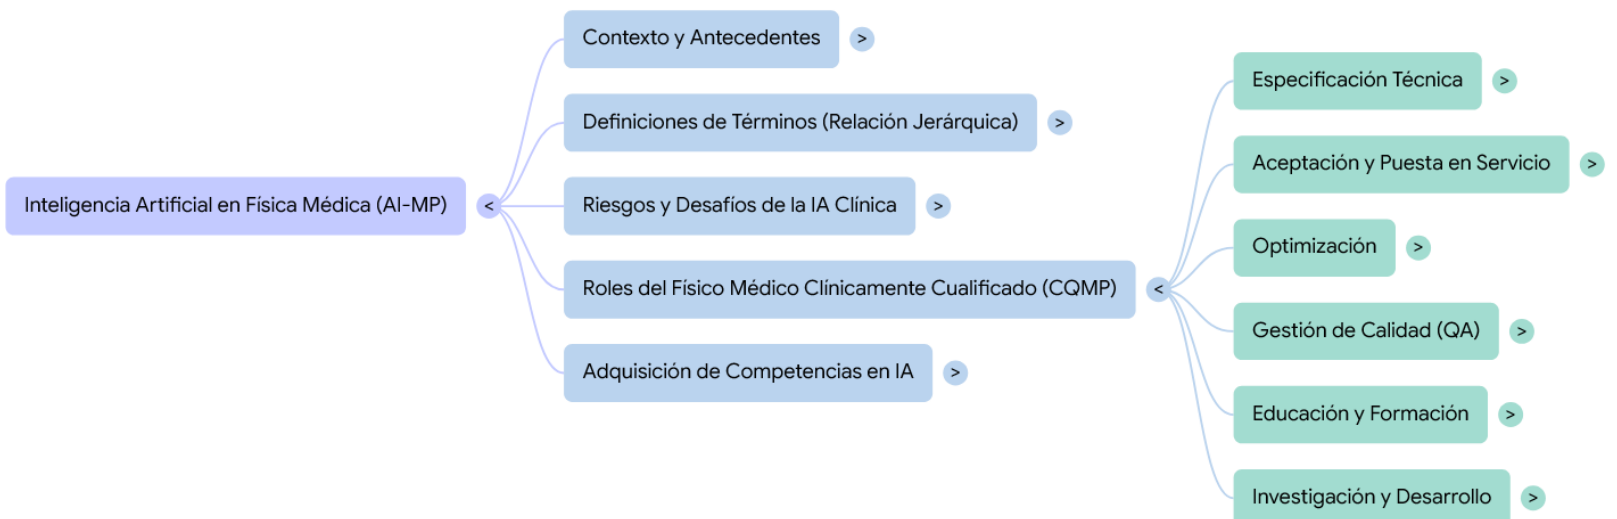 Inteligencia Artificial en Física Médica (AI-MP)
<
Contexto y Antecedentes
>
Definiciones de Términos (Relación Jerárquica)
>
Riesgos y Desafíos de la IA Clínica
>
Roles del Físico Médico Clínicamente Cualificado (CQMP)
<
Adquisición de Competencias en IA
>
Especificación Técnica
>
Aceptación y Puesta en Servicio
>
Optimización
>
Gestión de Calidad (QA)
>
Educación y Formación
>
Investigación y Desarrollo
>